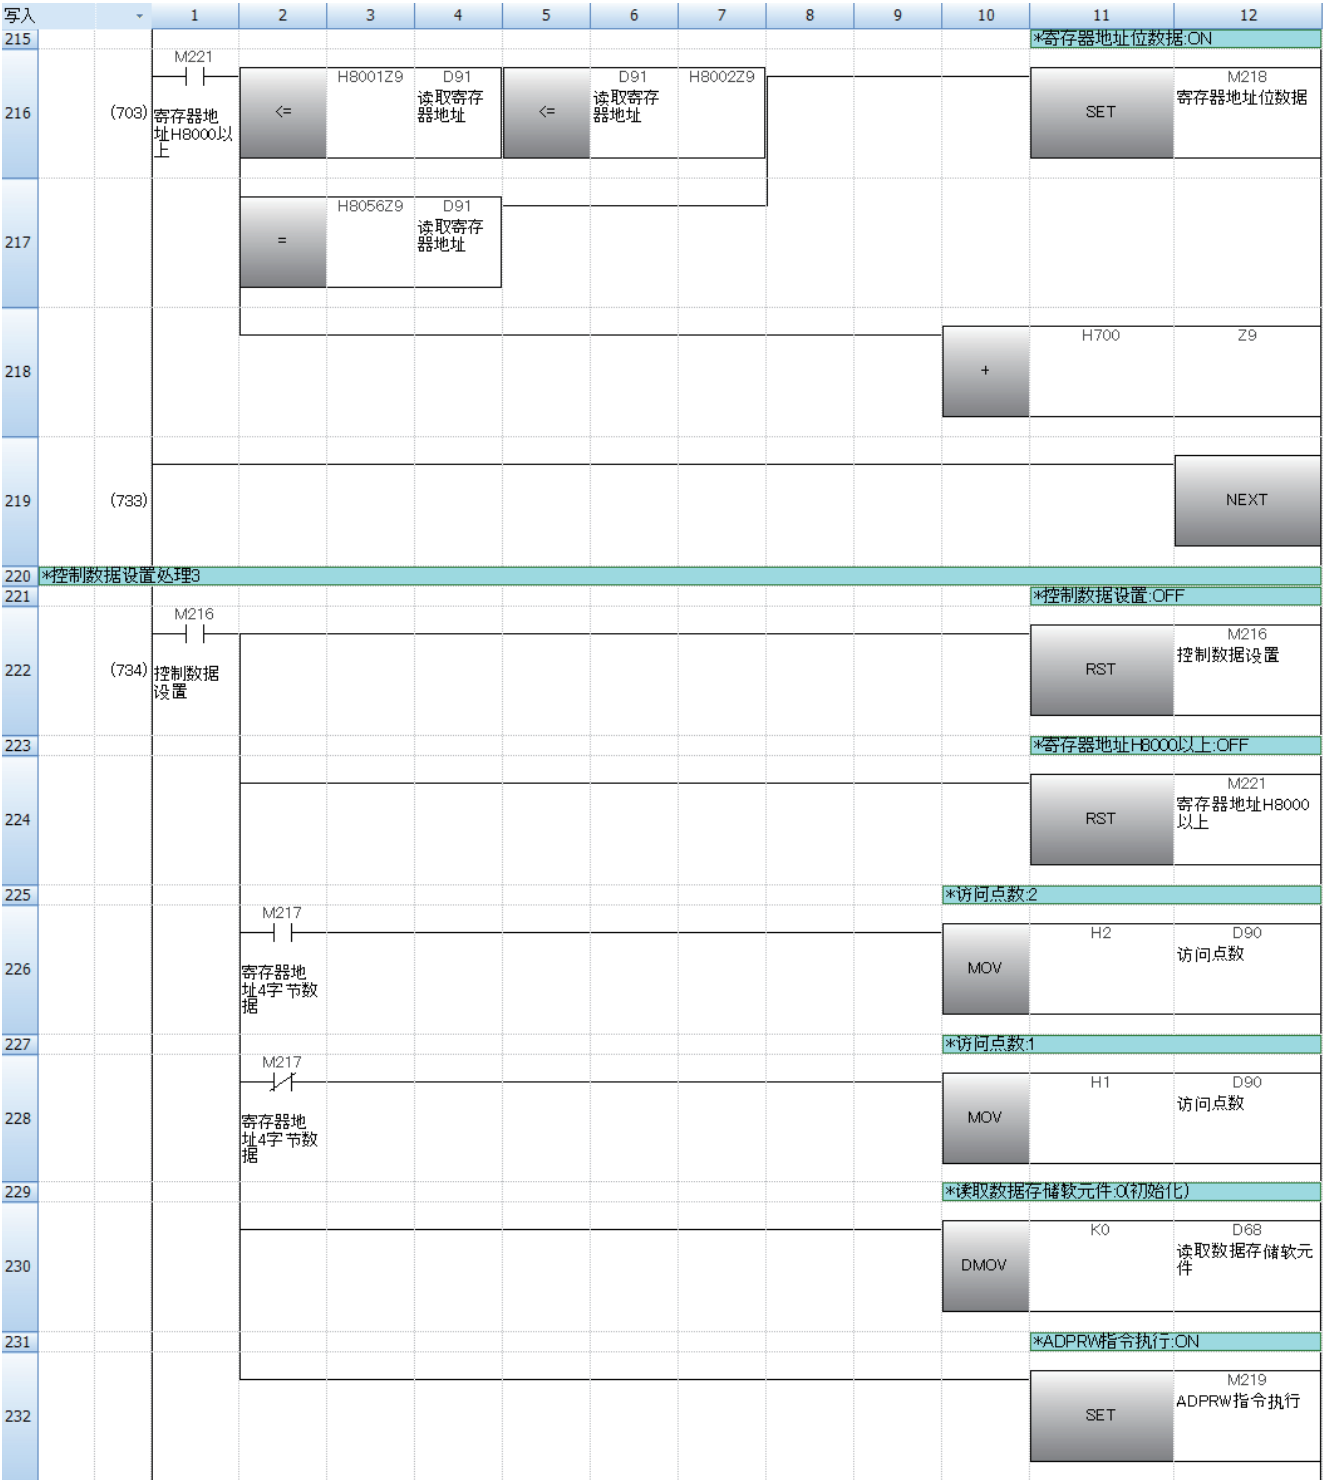 写入 1 2 3 4 5 6 7 8 9 10 11 12
215 *寄存器地址位数据:ON
M221
H8001Z9 D91 D91 H8002Z9 M218
216 (703) <= <= SET
寄存器地
址H8000以
上
读取寄存
器地址
读取寄存
器地址
寄存器地址位数据
H8056Z9 D91
217 =
读取寄存
器地址
H700 Z9
218 +
219 (733) NEXT
220 *控制数据设置处理3
221 *控制数据设置:OFF
M216 M216
222 (734) RST
控制数据
设置
控制数据设置
223 *寄存器地址H8000以上:OFF
M221
224 RST
寄存器地址H8000
以上
225 *访问点数:2
M217 H2 D90
226 MOV
寄存器地
址4字节数
据
访问点数
227 *访问点数:1
M217 H1 D90
228 MOV
寄存器地
址4字节数
据
访问点数
229 *读取数据存储软元件:0(初始化)
K0 D68
230 DMOV
读取数据存储软元
件
231 *ADPRW指令执行:ON
M219
232 SET
ADPRW指令执行